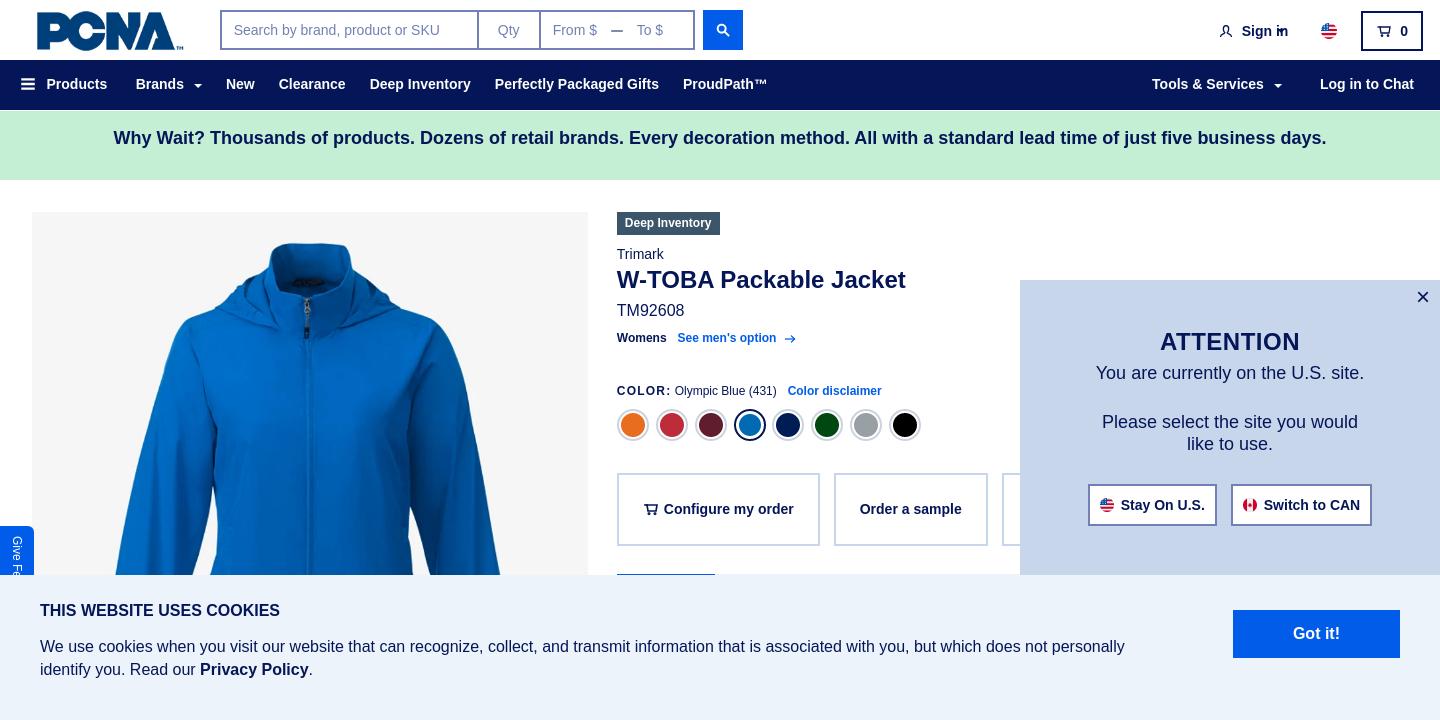 PCNA™
Search by brand, product or SKU
Qty
From $ — To $
Sign in
0
Products
Brands
New
Clearance
Deep Inventory
Perfectly Packaged Gifts
ProudPath™
Tools & Services
Log in to Chat
Why Wait? Thousands of products. Dozens of retail brands. Every decoration method. All with a standard lead time of just five business days.
Deep Inventory
Trimark
W-TOBA Packable Jacket
TM92608
Womens See men's option
COLOR: Olympic Blue (431) Color disclaimer
Configure my order
Order a sample
ATTENTION
You are currently on the U.S. site.
Please select the site you would
like to use.
Stay On U.S.
Switch to CAN
Give
THIS WEBSITE USES COOKIES
We use cookies when you visit our website that can recognize, collect, and transmit information that is associated with you, but which does not personally
identify you. Read our Privacy Policy.
Got it!